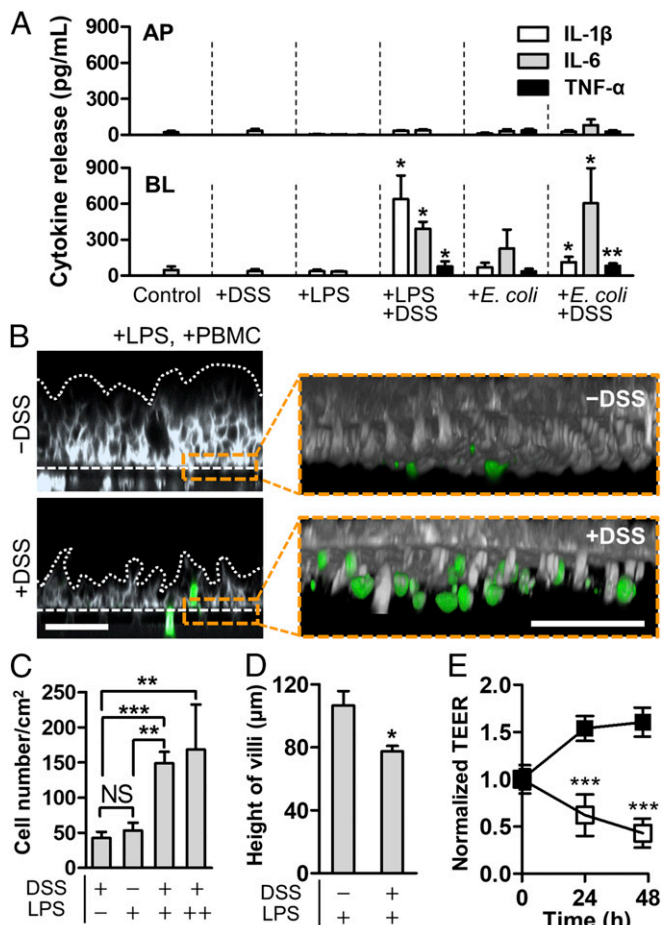 A
AP
IL-1β
IL-6
TNF-α
Cytokine release (pg/mL)
900
600
300
0
BL
900
600
300
0
*
*
*
*
*
**
Control
+DSS
+LPS
+LPS
+DSS
+E. coli
+E. coli
+DSS
B
+LPS, +PBMC
−DSS
−DSS
+DSS
+DSS
C
Cell number/cm²
250
200
150
100
50
0
**
***
**
NS
DSS + − + +
LPS − + + ++
D
Height of villi (μm)
120
80
40
0
*
DSS − +
LPS + +
E
Normalized TEER
2.0
1.5
1.0
0.5
0
***
***
0 24 48
Time (h)